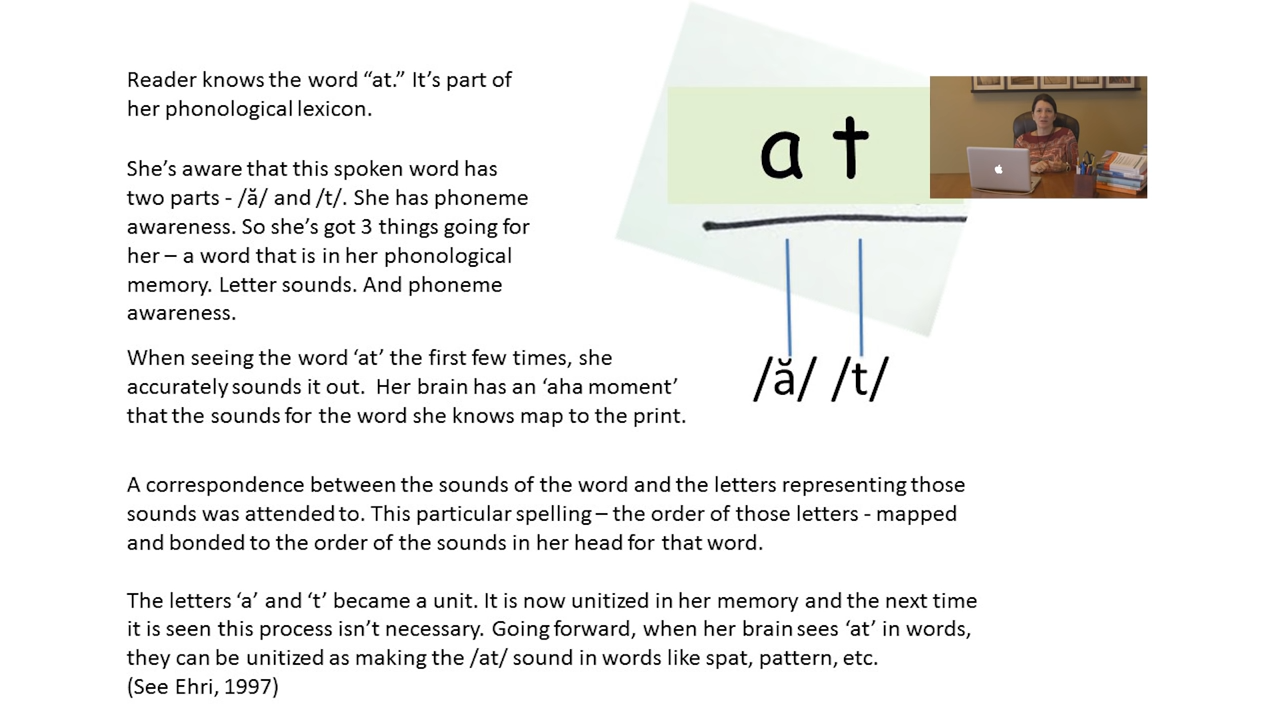 Reader knows the word “at.” It’s part of
her phonological lexicon.
She’s aware that this spoken word has
two parts - /ă/ and /t/. She has phoneme
awareness. So she’s got 3 things going for
her – a word that is in her phonological
memory. Letter sounds. And phoneme
awareness.
When seeing the word ‘at’ the first few times, she
accurately sounds it out. Her brain has an ‘aha moment’
that the sounds for the word she knows map to the print.
a t
/ă/ /t/
A correspondence between the sounds of the word and the letters representing those
sounds was attended to. This particular spelling – the order of those letters - mapped
and bonded to the order of the sounds in her head for that word.
The letters ‘a’ and ‘t’ became a unit. It is now unitized in her memory and the next time
it is seen this process isn’t necessary. Going forward, when her brain sees ‘at’ in words,
they can be unitized as making the /at/ sound in words like spat, pattern, etc.
(See Ehri, 1997)